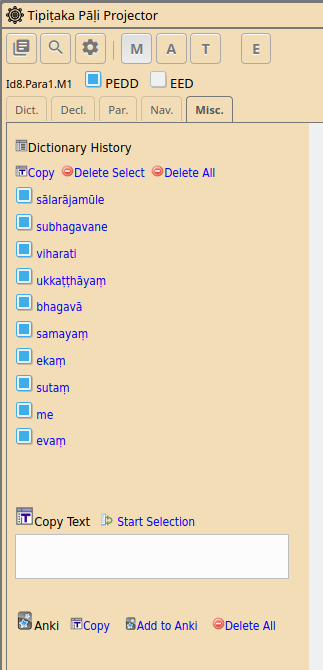 Tipiṭaka Pāḷi Projector
M A T E
Id8.Para1.M1 PEDD EED
Dict. Decl. Par. Nav. Misc.
Dictionary History
Copy Delete Select Delete All
sālarājamūle
subhagavane
viharati
ukkaṭṭhāyaṃ
bhagavā
samayaṃ
ekaṃ
sutaṃ
me
evaṃ
Copy Text Start Selection
Anki Copy Add to Anki Delete All